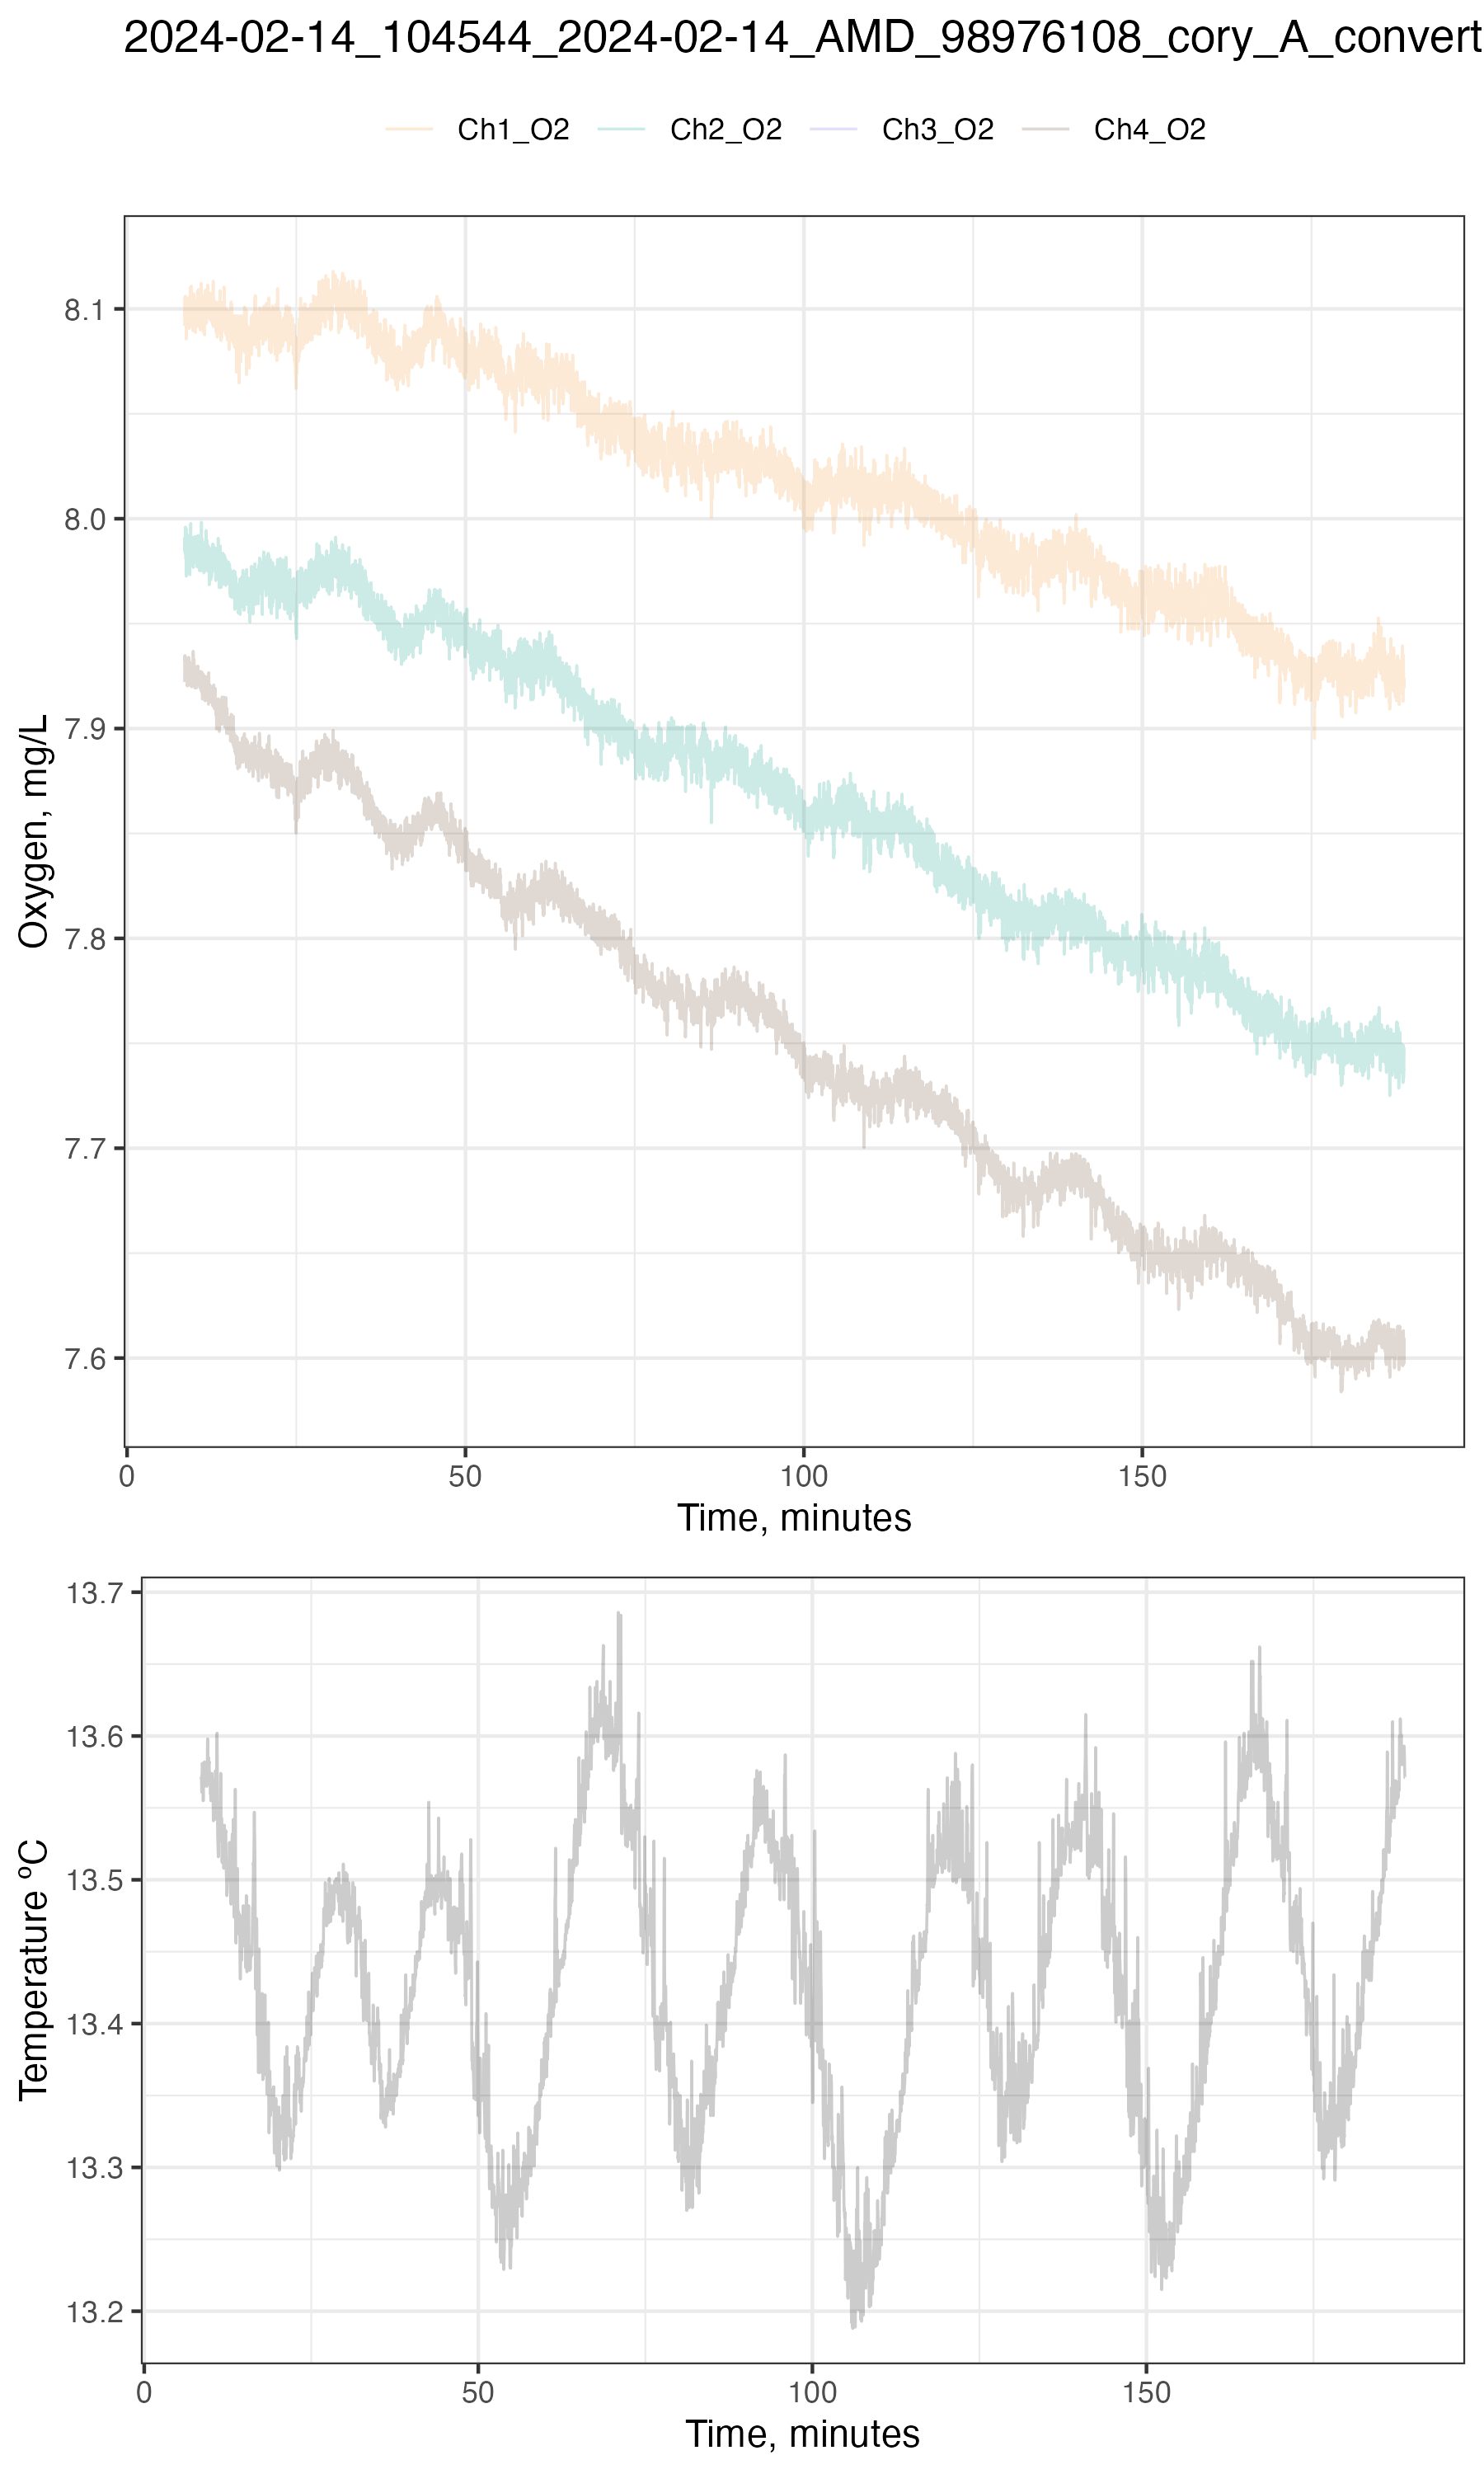 2024-02-14_104544_2024-02-14_AMD_98976108_cory_A_convert
Ch1_O2 Ch2_O2 Ch3_O2 Ch4_O2
Oxygen, mg/L
8.1
8.0
7.9
7.8
7.7
7.6
0 50 100 150
Time, minutes
Temperature ºC
13.7
13.6
13.5
13.4
13.3
13.2
0 50 100 150
Time, minutes